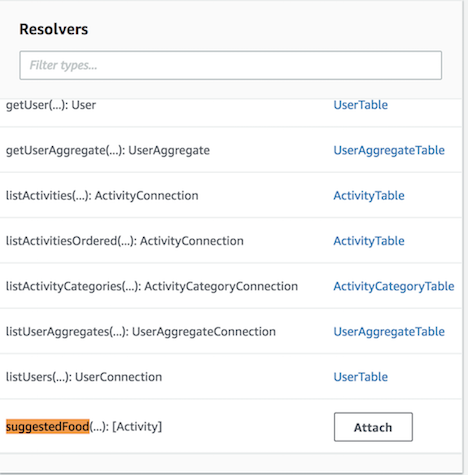 Resolvers
Filter types...
getUser(...): User UserTable
getUserAggregate(...): UserAggregate UserAggregateTable
listActivities(...): ActivityConnection ActivityTable
listActivitiesOrdered(...): ActivityConnection ActivityTable
listActivityCategories(...): ActivityCategoryConnection ActivityCategoryTable
listUserAggregates(...): UserAggregateConnection UserAggregateTable
listUsers(...): UserConnection UserTable
suggestedFood(...): [Activity] Attach